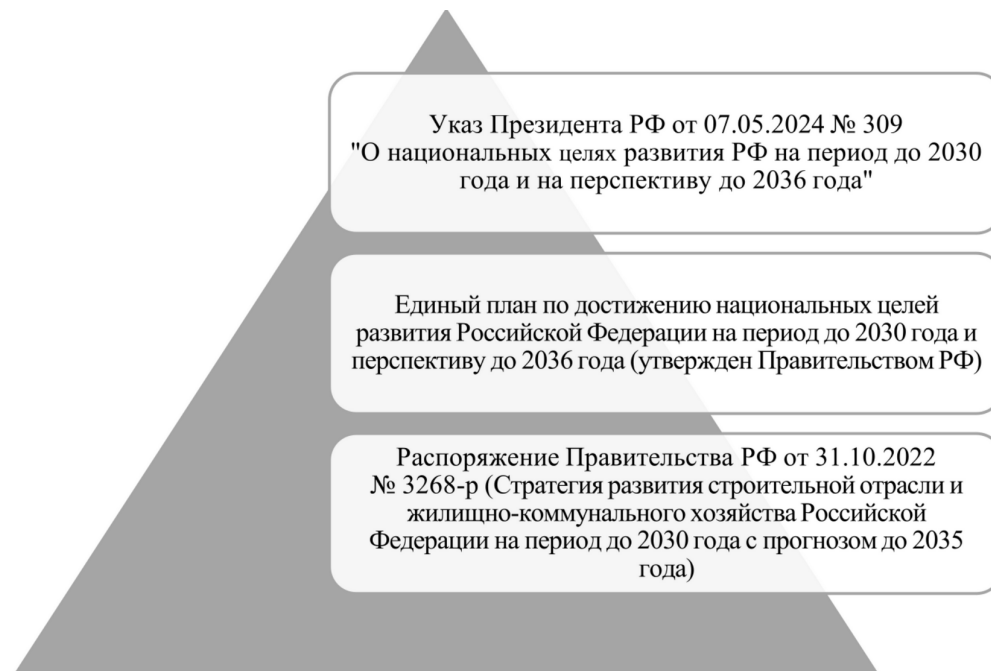 Указ Президента РФ от 07.05.2024 № 309
"О национальных целях развития РФ на период до 2030
года и на перспективу до 2036 года"
Единый план по достижению национальных целей
развития Российской Федерации на период до 2030 года и
перспективу до 2036 года (утвержден Правительством РФ)
Распоряжение Правительства РФ от 31.10.2022
№ 3268-р (Стратегия развития строительной отрасли и
жилищно-коммунального хозяйства Российской
Федерации на период до 2030 года с прогнозом до 2035
года)